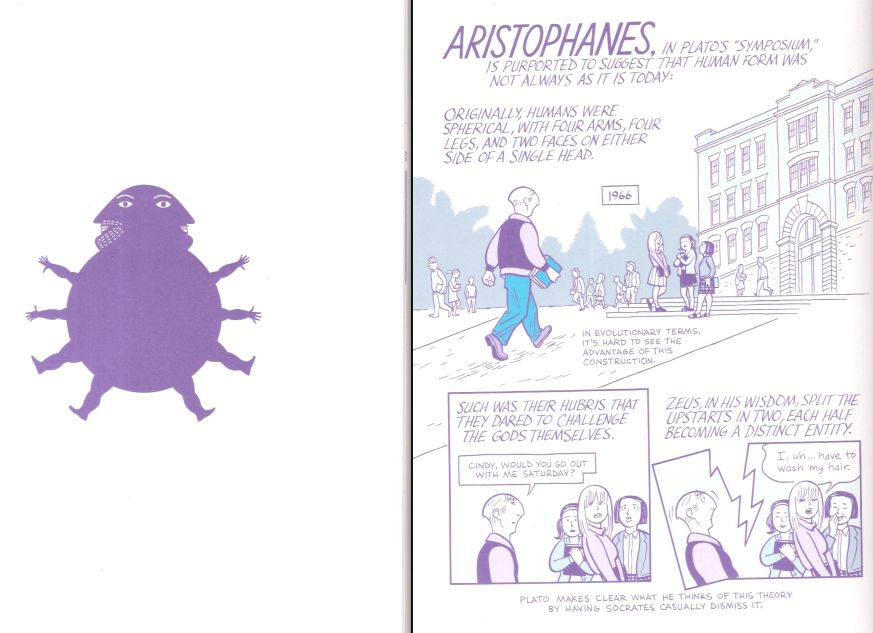 ARISTOPHANES, IN PLATO'S "SYMPOSIUM,"
IS PURPORTED TO SUGGEST THAT HUMAN FORM WAS
NOT ALWAYS AS IT IS TODAY:
ORIGINALLY, HUMANS WERE
SPHERICAL, WITH FOUR ARMS, FOUR
LEGS, AND TWO FACES ON EITHER
SIDE OF A SINGLE HEAD.
1966
IN EVOLUTIONARY TERMS,
IT'S HARD TO SEE THE
ADVANTAGE OF THIS
CONSTRUCTION.
SUCH WAS THEIR HUBRIS THAT
THEY DARED TO CHALLENGE
THE GODS THEMSELVES.
CINDY, WOULD YOU GO OUT
WITH ME SATURDAY?
ZEUS, IN HIS WISDOM, SPLIT THE
UPSTARTS IN TWO, EACH HALF
BECOMING A DISTINCT ENTITY.
I, uh... have to
wash my hair.
PLATO MAKES CLEAR WHAT HE THINKS OF THIS THEORY
BY HAVING SOCRATES CASUALLY DISMISS IT.